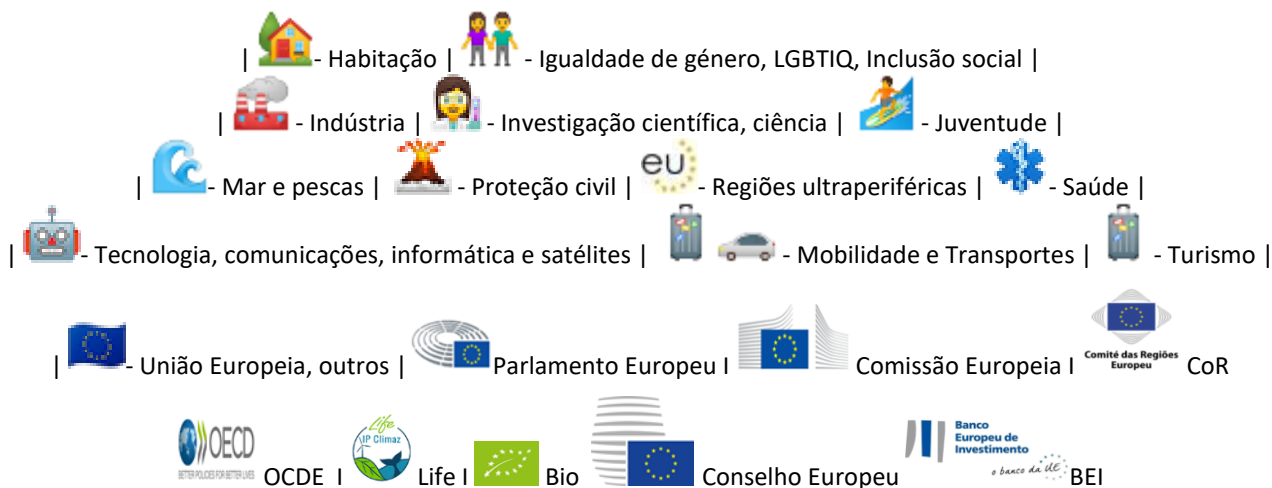 | - Habitação | - Igualdade de género, LGBTIQ, Inclusão social |
| - Indústria | - Investigação científica, ciência | - Juventude |
| - Mar e pescas | - Proteção civil | eu - Regiões ultraperiféricas | - Saúde |
| - Tecnologia, comunicações, informática e satélites | - Mobilidade e Transportes | - Turismo |
| - União Europeia, outros | Parlamento Europeu I Comissão Europeia I Comité das Regiões Europeu CoR
OECD BETTER POLICIES FOR BETTER LIVES OCDE I Life IP Climaz Life I Bio Conselho Europeu Banco Europeu de Investimento o banco da UE BEI